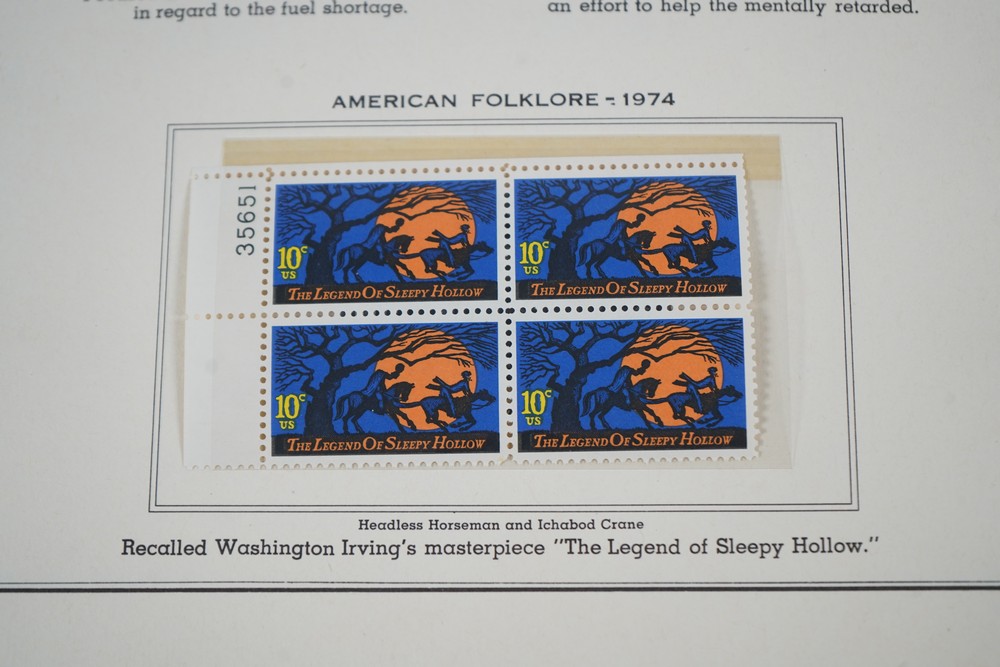 in regard to the fuel shortage.
an effort to help the mentally retarded.
AMERICAN FOLKLORE - 1974
35651
10c
US
THE LEGEND OF SLEEPY HOLLOW
10c
US
THE LEGEND OF SLEEPY HOLLOW
10c
US
THE LEGEND OF SLEEPY HOLLOW
10c
US
THE LEGEND OF SLEEPY HOLLOW
Headless Horseman and Ichabod Crane
Recalled Washington Irving's masterpiece "The Legend of Sleepy Hollow."